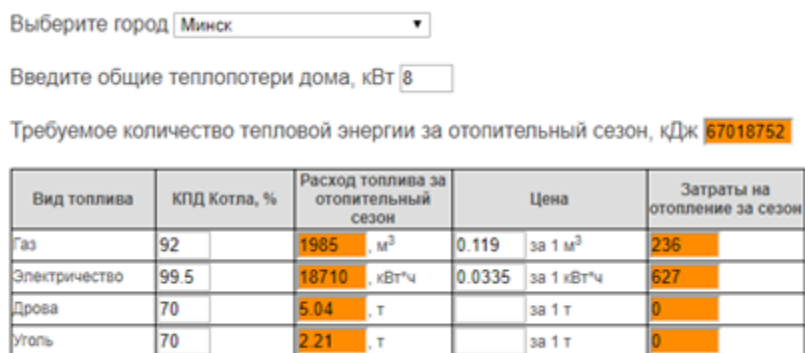 Выберите город Минск
Введите общие теплопотери дома, кВт 8
Требуемое количество тепловой энергии за отопительный сезон, кДж 67018752
Вид топлива КПД Котла, % Расход топлива за отопительный сезон Цена Затраты на отопление за сезон
Газ 92 1985 , м³ 0.119 за 1 м³ 236
Электричество 99.5 18710 , кВт*ч 0.0335 за 1 кВт*ч 627
Дрова 70 5.04 , т за 1 т 0
Уголь 70 2.21 , т за 1 т 0